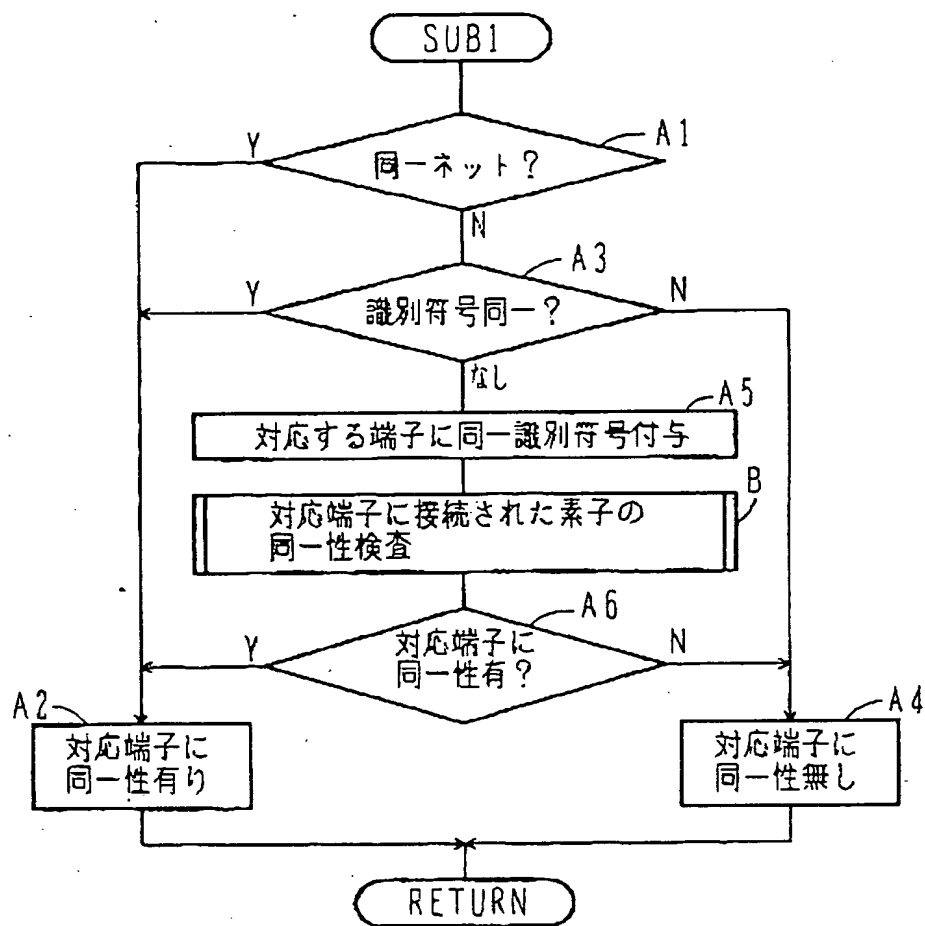 SUB1
A1
Y
同一ネット?
N
A3
Y
識別符号同一?
N
なし
A5
対応する端子に同一識別符号付与
B
対応端子に接続された素子の
同一性検査
A6
Y
対応端子に
同一性有?
N
A2
対応端子に
同一性有り
A4
対応端子に
同一性無し
RETURN